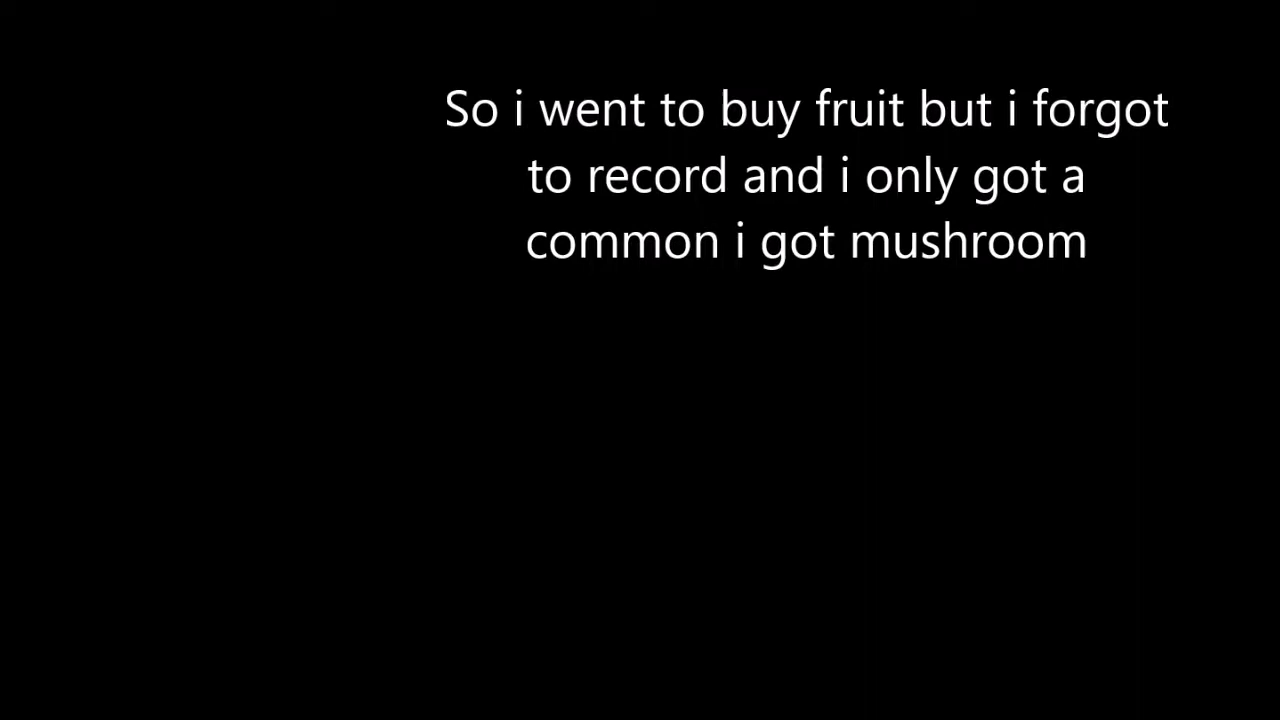 So i went to buy fruit but i forgot
to record and i only got a
common i got mushroom